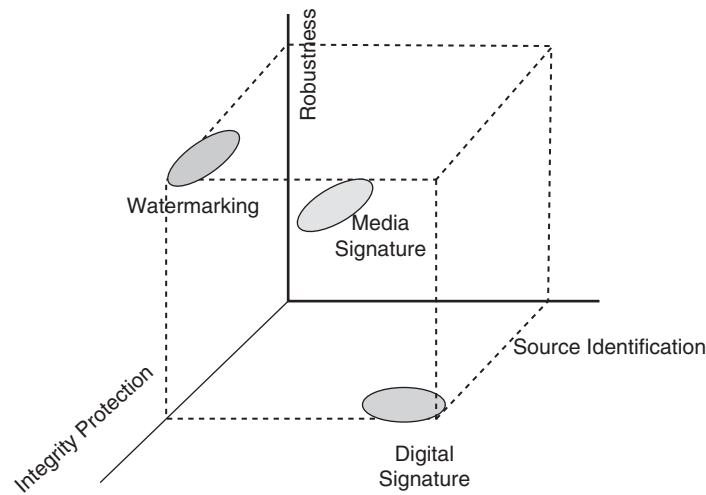 Robustness
Watermarking
Media
Signature
Source Identification
Integrity Protection
Digital
Signature